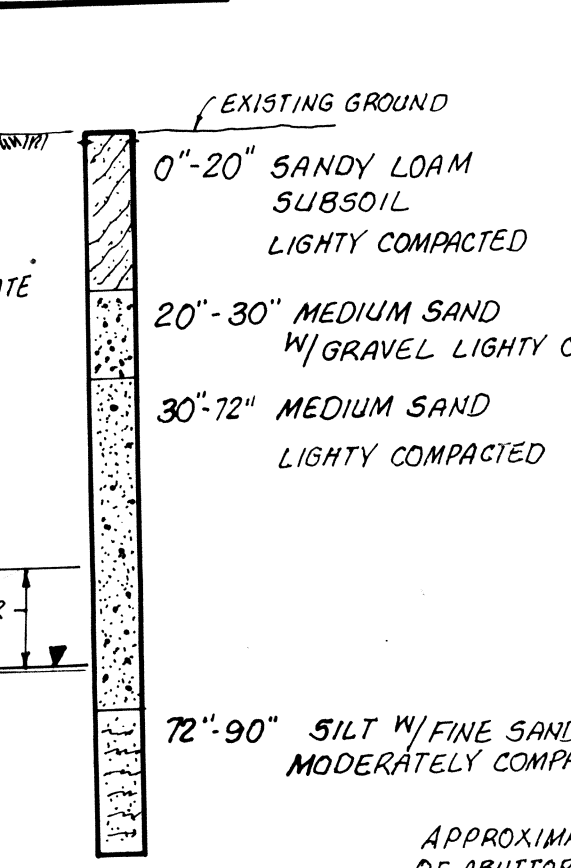 EXISTING GROUND
0"-20" SANDY LOAM
SUBSOIL
LIGHTY COMPACTED
20"-30" MEDIUM SAND
W/GRAVEL LIGHTY
30"-72" MEDIUM SAND
LIGHTY COMPACTED
72"-90" SILT W/FINE SAND
MODERATELY